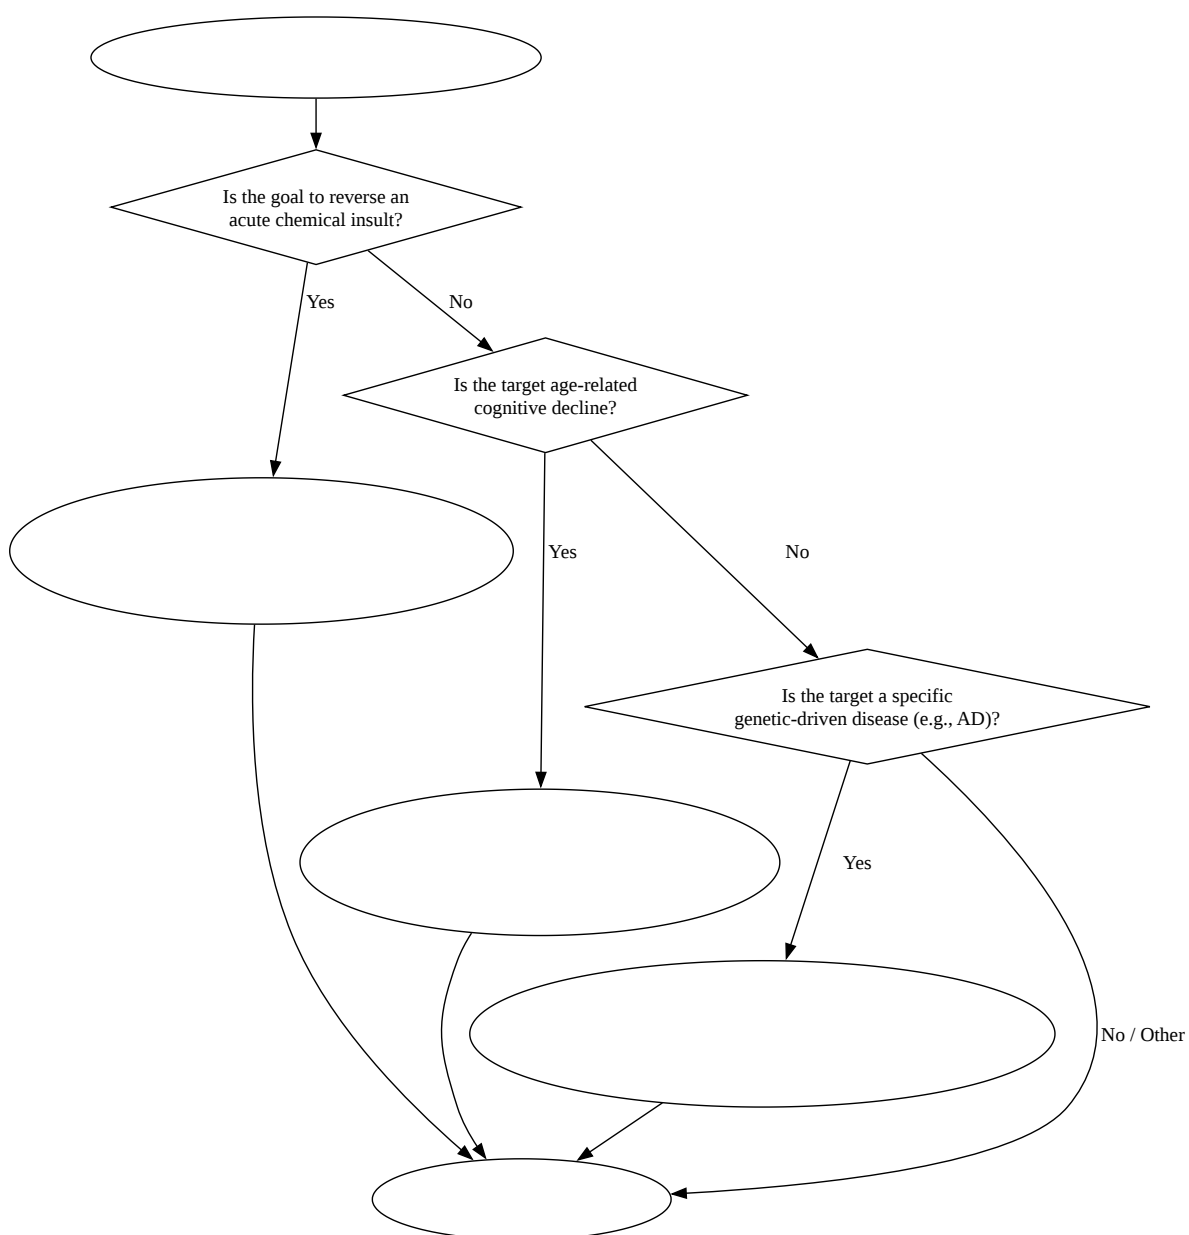 Is the goal to reverse an
acute chemical insult?
Yes
No
Is the target age-related
cognitive decline?
Yes
No
Is the target a specific
genetic-driven disease (e.g., AD)?
Yes
No / Other